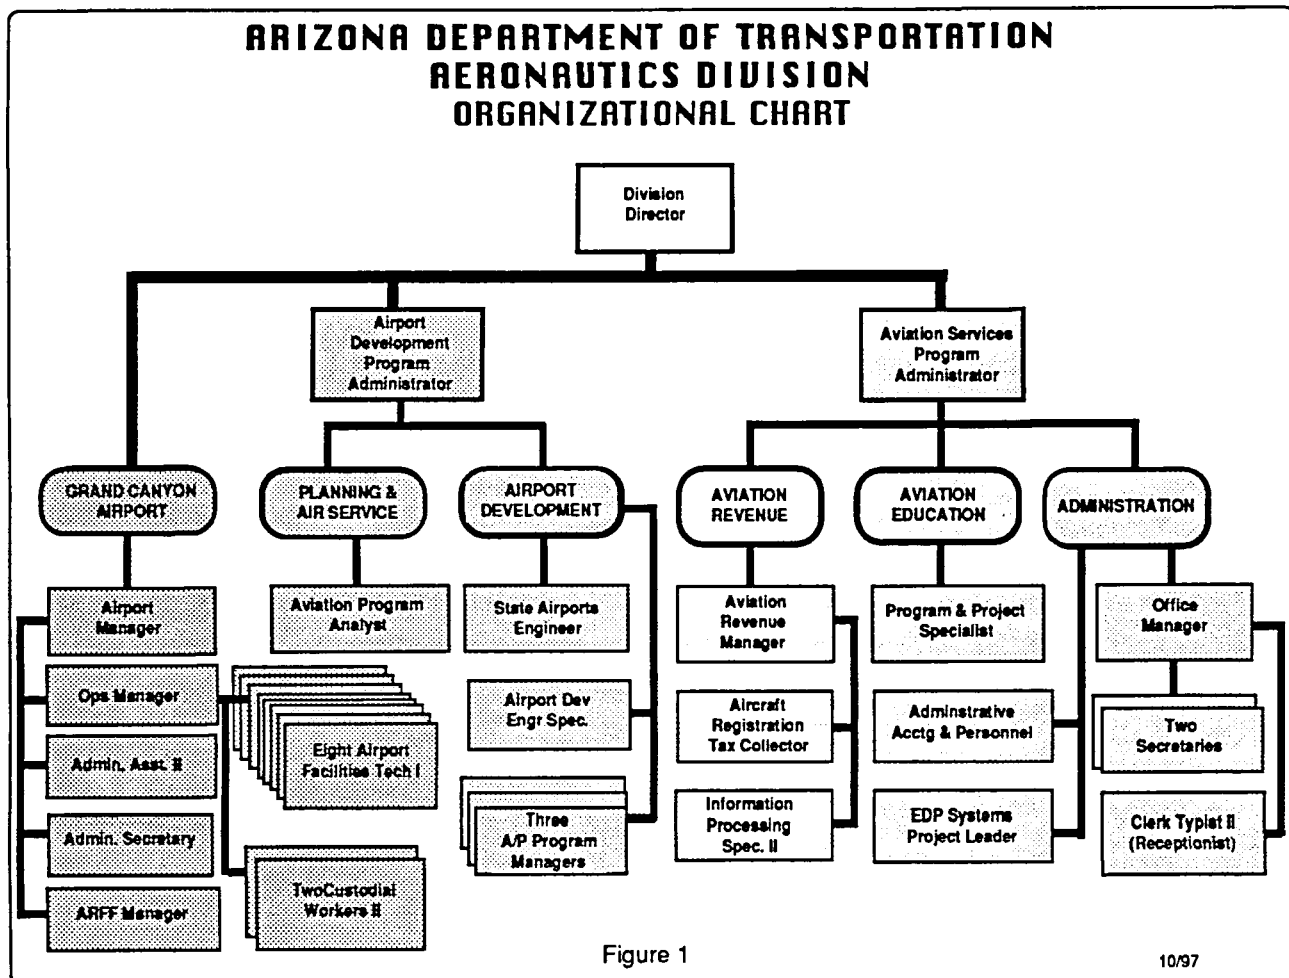 ARIZONA DEPARTMENT OF TRANSPORTATION
AERONAUTICS DIVISION
ORGANIZATIONAL CHART
Division
Director
Airport
Development
Program
Administrator
Aviation Services
Program
Administrator
GRAND CANYON
AIRPORT
PLANNING &
AIR SERVICE
AIRPORT
DEVELOPMENT
AVIATION
REVENUE
AVIATION
EDUCATION
ADMINISTRATION
Airport
Manager
Ops Manager
Admin. Asst. II
Admin. Secretary
ARFF Manager
Eight Airport
Facilities Tech I
TwoCustodial
Workers II
Aviation Program
Analyst
State Airports
Engineer
Airport Dev
Engr Spec.
Three
A/P Program
Managers
Aviation
Revenue
Manager
Aircraft
Registration
Tax Collector
Information
Processing
Spec. II
Program & Project
Specialist
Adminstrative
Acctg & Personnel
EDP Systems
Project Leader
Office
Manager
Two
Secretaries
Clerk Typist II
(Receptionist)
Figure 1
10/97